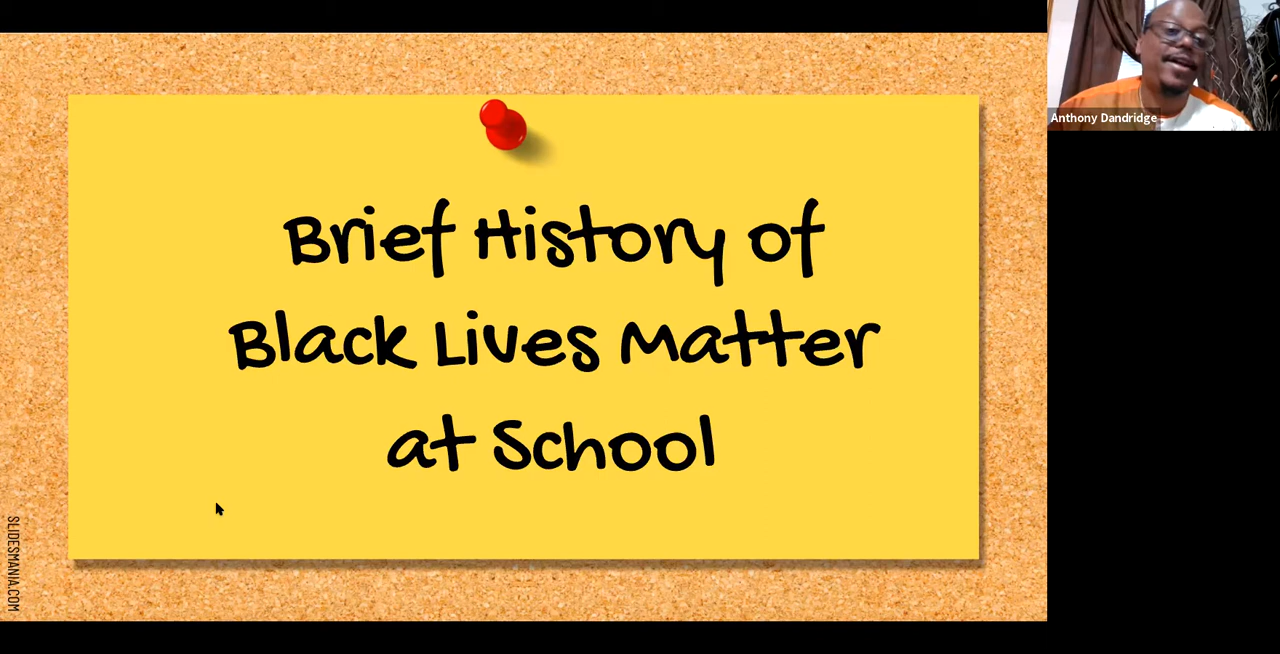 Brief History of
Black Lives Matter
at School
Anthony Dandridge
SLIDESMANIA.COM